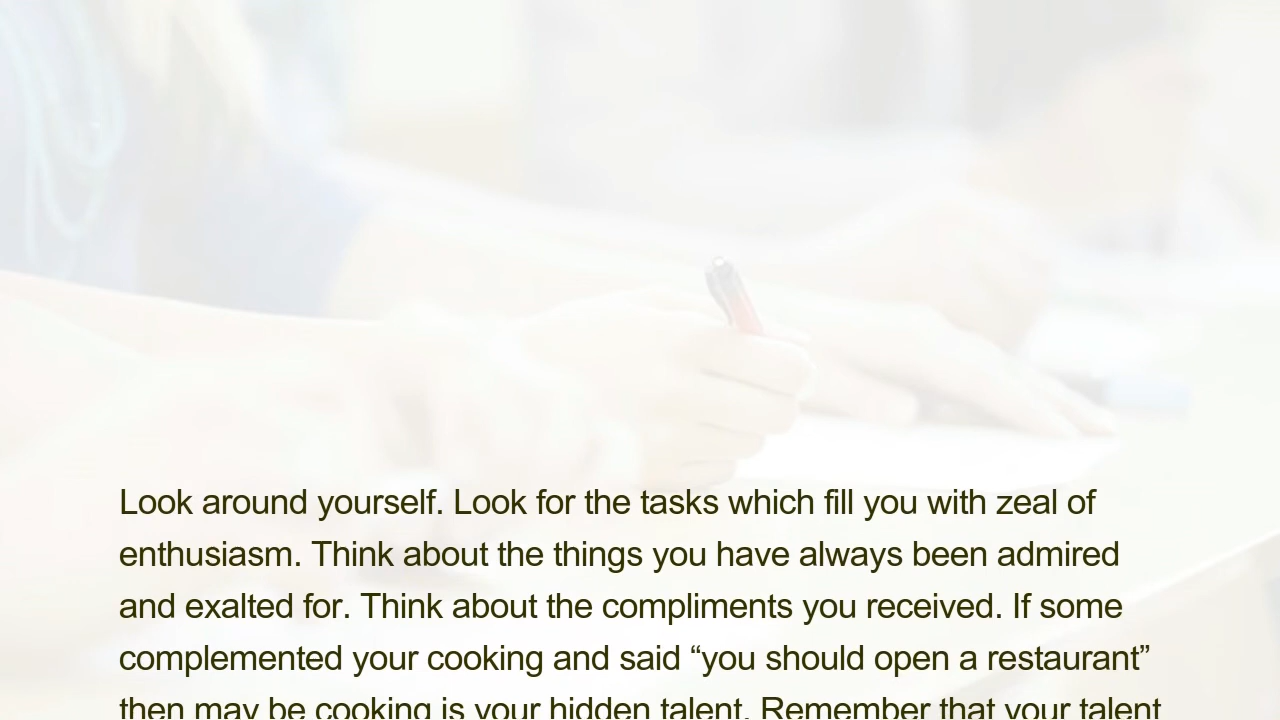 Look around yourself. Look for the tasks which fill you with zeal of
enthusiasm. Think about the things you have always been admired
and exalted for. Think about the compliments you received. If some
complemented your cooking and said “you should open a restaurant”
then may be cooking is your hidden talent. Remember that your talent